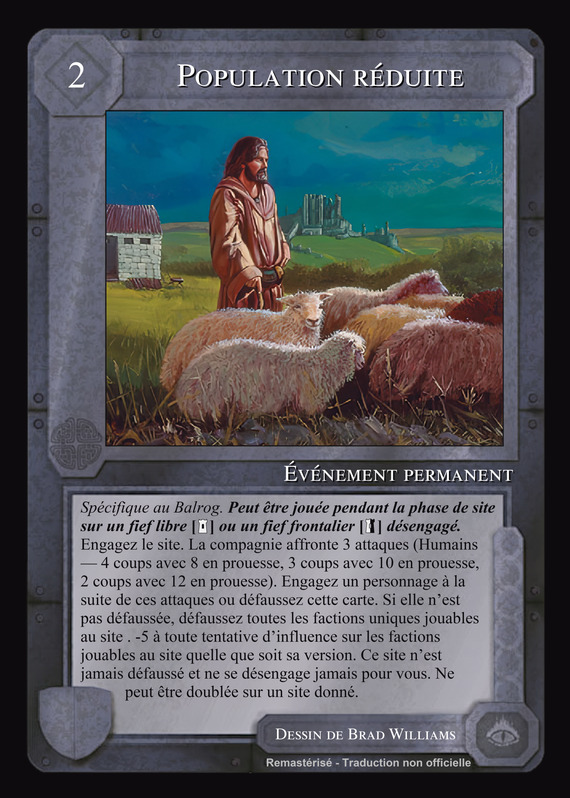 2
POPULATION RÉDUITE
ÉVÉNEMENT PERMANENT
Spécifique au Balrog. Peut être jouée pendant la phase de site
sur un fief libre [ ] ou un fief frontalier [ ] désengagé.
Engagez le site. La compagnie affronte 3 attaques (Humains
— 4 coups avec 8 en prouesse, 3 coups avec 10 en prouesse,
2 coups avec 12 en prouesse). Engagez un personnage à la
suite de ces attaques ou défaussez cette carte. Si elle n’est
pas défaussée, défaussez toutes les factions uniques jouables
au site . -5 à toute tentative d’influence sur les factions
jouables au site quelle que soit sa version. Ce site n’est
jamais défaussé et ne se désengage jamais pour vous. Ne
peut être doublée sur un site donné.
DESSIN DE BRAD WILLIAMS
Remastérisé - Traduction non officielle